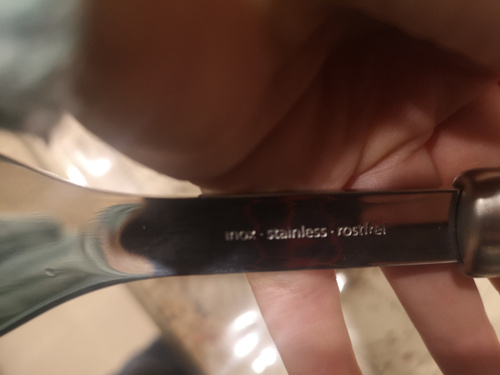 inox · stainless · rostfrei